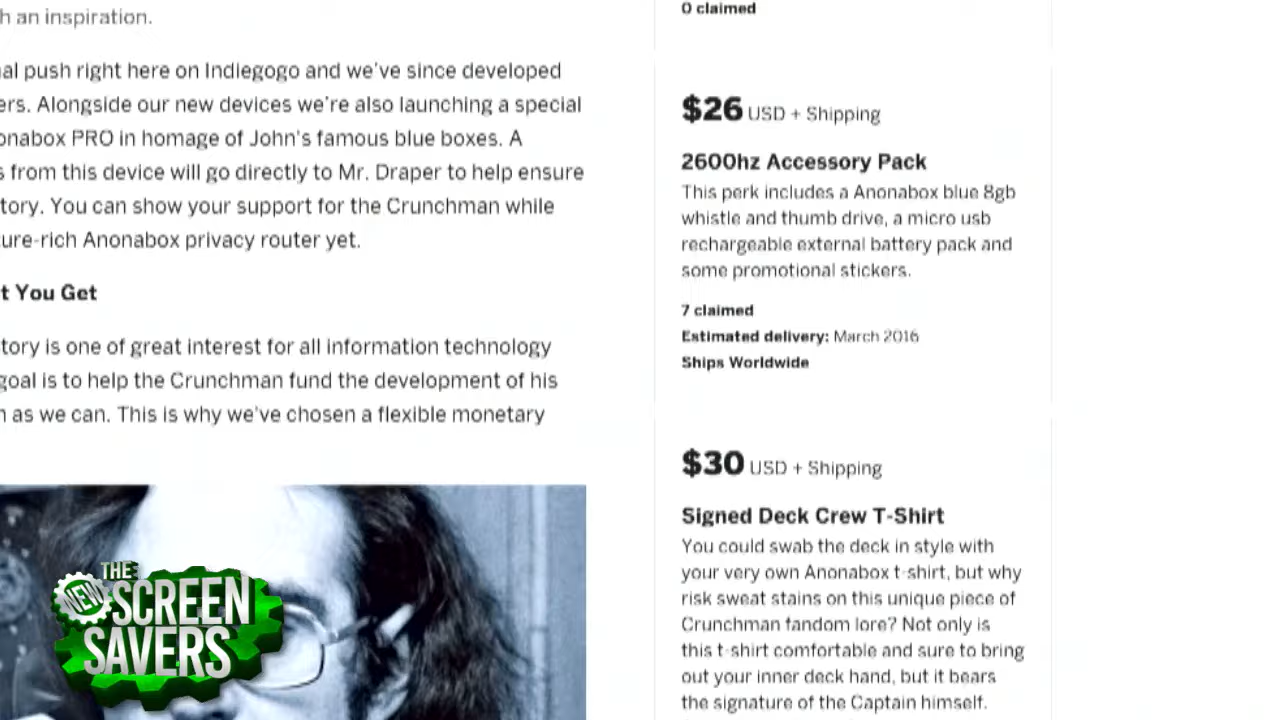 h an inspiration.
al push right here on Indiegogo and we've since developed
ers. Alongside our new devices we're also launching a special
onabox PRO in homage of John's famous blue boxes. A
s from this device will go directly to Mr. Draper to help ensure
tory. You can show your support for the Crunchman while
ure-rich Anonabox privacy router yet.
t You Get
tory is one of great interest for all information technology
goal is to help the Crunchman fund the development of his
n as we can. This is why we've chosen a flexible monetary
THE
NEW
SCREEN
SAVERS
0 claimed
$26 USD + Shipping
2600hz Accessory Pack
This perk includes a Anonabox blue 8gb
whistle and thumb drive, a micro usb
rechargeable external battery pack and
some promotional stickers.
7 claimed
Estimated delivery: March 2016
Ships Worldwide
$30 USD + Shipping
Signed Deck Crew T-Shirt
You could swab the deck in style with
your very own Anonabox t-shirt, but why
risk sweat stains on this unique piece of
Crunchman fandom lore? Not only is
this t-shirt comfortable and sure to bring
out your inner deck hand, but it bears
the signature of the Captain himself.